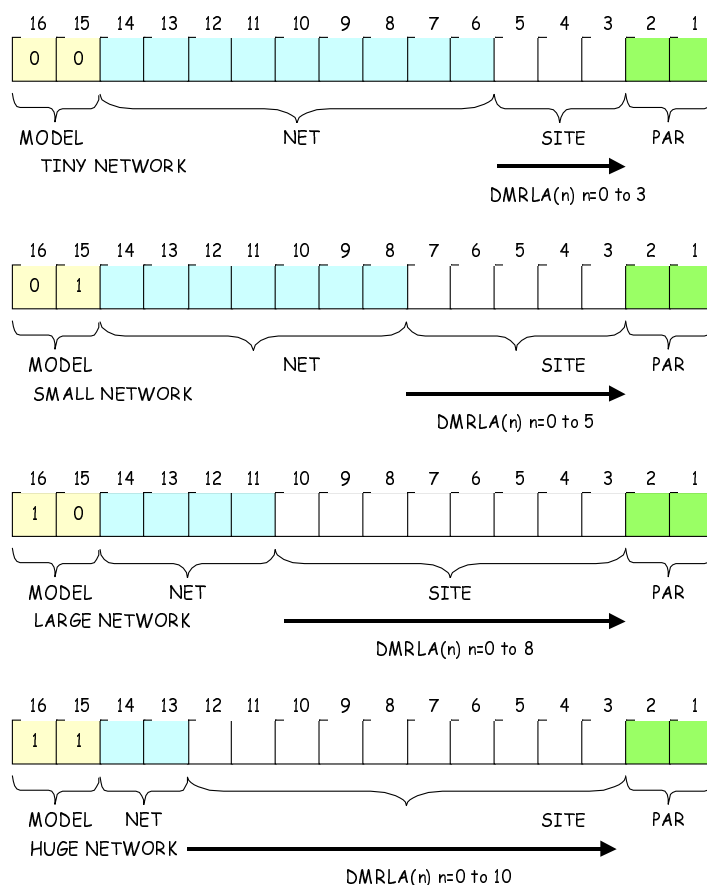 16 15 14 13 12 11 10 9 8 7 6 5 4 3 2 1
0 0
MODEL NET SITE PAR
TINY NETWORK
DMRLA(n) n=0 to 3
16 15 14 13 12 11 10 9 8 7 6 5 4 3 2 1
0 1
MODEL NET SITE PAR
SMALL NETWORK
DMRLA(n) n=0 to 5
16 15 14 13 12 11 10 9 8 7 6 5 4 3 2 1
1 0
MODEL NET SITE PAR
LARGE NETWORK
DMRLA(n) n=0 to 8
16 15 14 13 12 11 10 9 8 7 6 5 4 3 2 1
1 1
MODEL NET SITE PAR
HUGE NETWORK
DMRLA(n) n=0 to 10